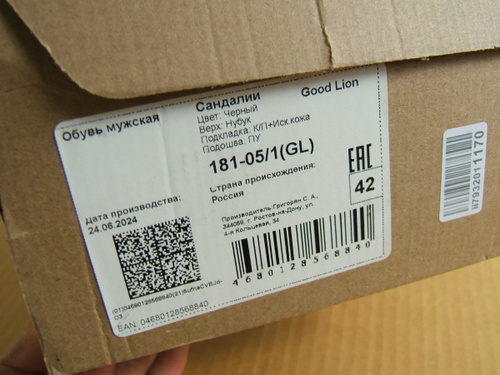 Обувь мужская
Сандалии
Good Lion
Цвет: Черный
Верх: Нубук
Подкладка: К/П+Иск.кожа
Подошва: ПУ
181-05/1(GL)
Страна происхождения:
Россия
EAC
42
Дата производства:
24.06.2024
Производитель Григорян С. А.,
344069, г. Ростов-на-Дону, ул.
4-я Кольцевая, 34
4680128568840
EAN: 04680128568840